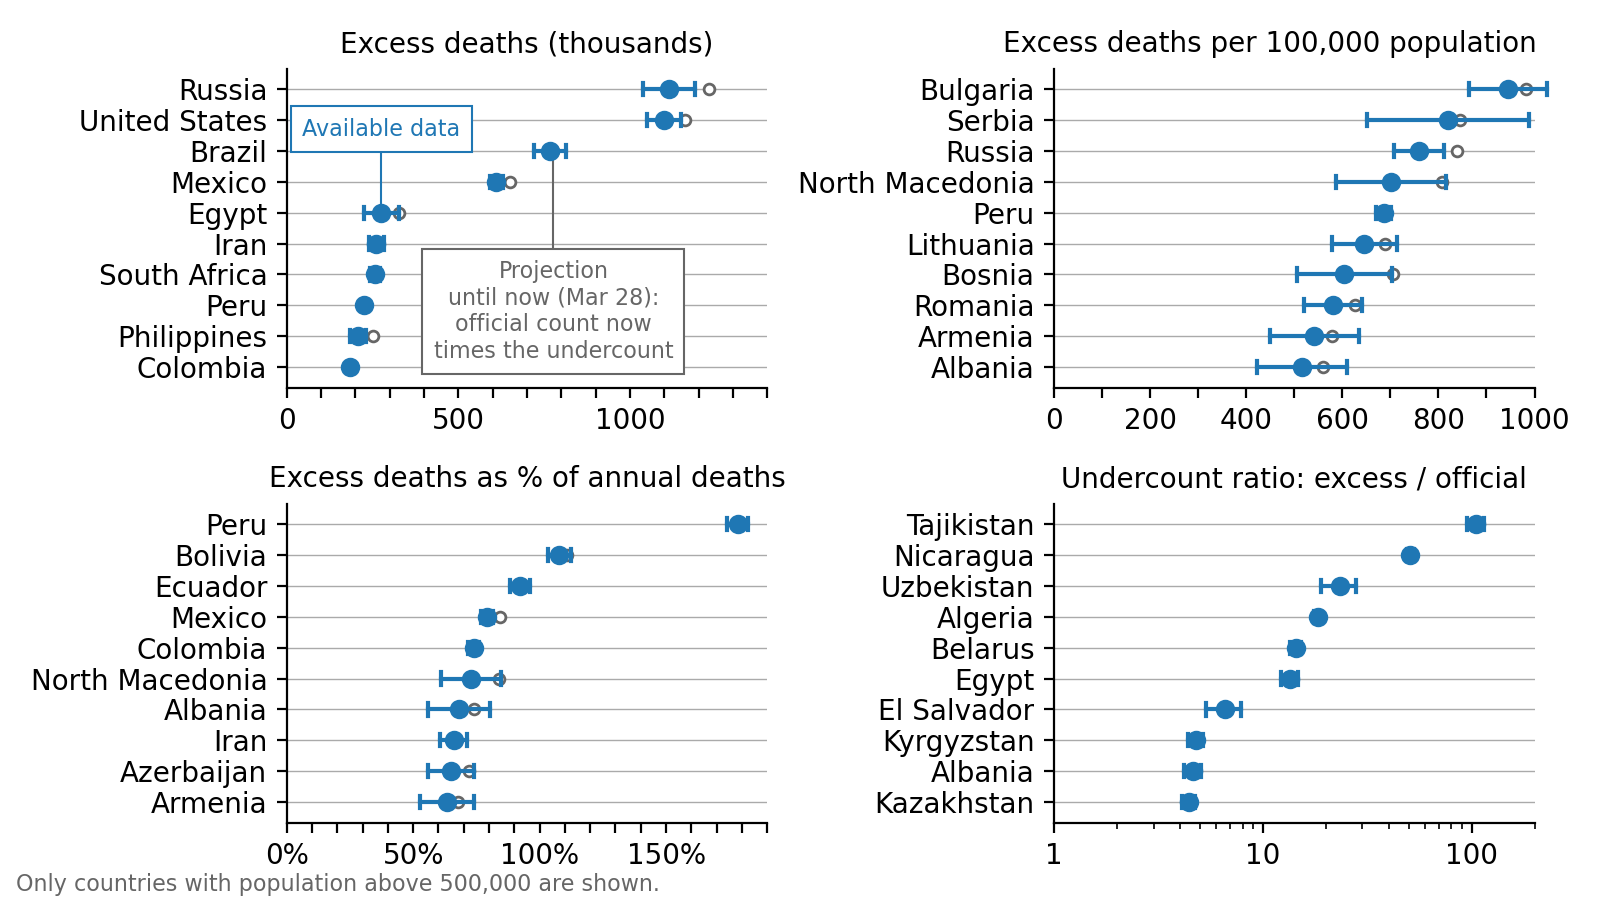 Excess deaths (thousands)
Russia
United States
Brazil
Mexico
Egypt
Iran
South Africa
Peru
Philippines
Colombia
Available data
Projection
until now (Mar 28):
official count now
times the undercount
0 500 1000
Excess deaths per 100,000 population
Bulgaria
Serbia
Russia
North Macedonia
Peru
Lithuania
Bosnia
Romania
Armenia
Albania
0 200 400 600 800 1000
Excess deaths as % of annual deaths
Peru
Bolivia
Ecuador
Mexico
Colombia
North Macedonia
Albania
Iran
Azerbaijan
Armenia
0% 50% 100% 150%
Undercount ratio: excess / official
Tajikistan
Nicaragua
Uzbekistan
Algeria
Belarus
Egypt
El Salvador
Kyrgyzstan
Albania
Kazakhstan
1 10 100
Only countries with population above 500,000 are shown.